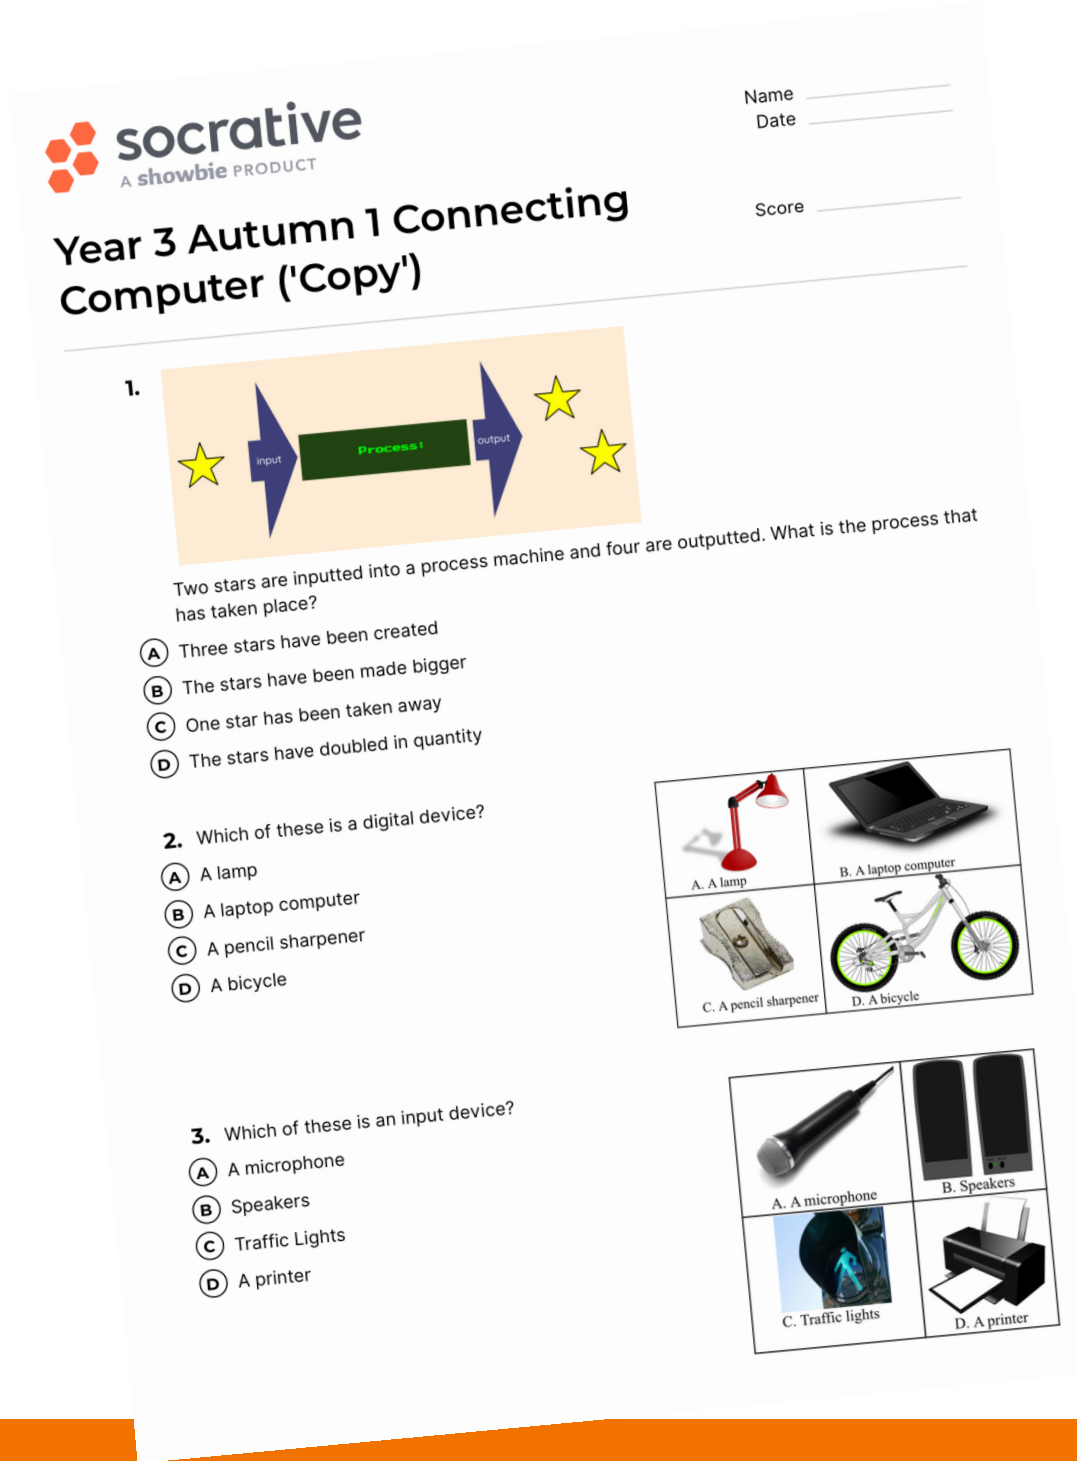 socrative
A showbie PRODUCT
Name
Date
Score
Year 3 Autumn 1 Connecting
Computer ('Copy')
1.
input
Process:
output
Two stars are inputted into a process machine and four are outputted. What is the process that
has taken place?
A Three stars have been created
B The stars have been made bigger
C One star has been taken away
D The stars have doubled in quantity
2. Which of these is a digital device?
A A lamp
B A laptop computer
C A pencil sharpener
D A bicycle
A. A lamp
B. A laptop computer
C. A pencil sharpener
D. A bicycle
3. Which of these is an input device?
A A microphone
B Speakers
C Traffic Lights
D A printer
A. A microphone
B. Speakers
C. Traffic lights
D. A printer